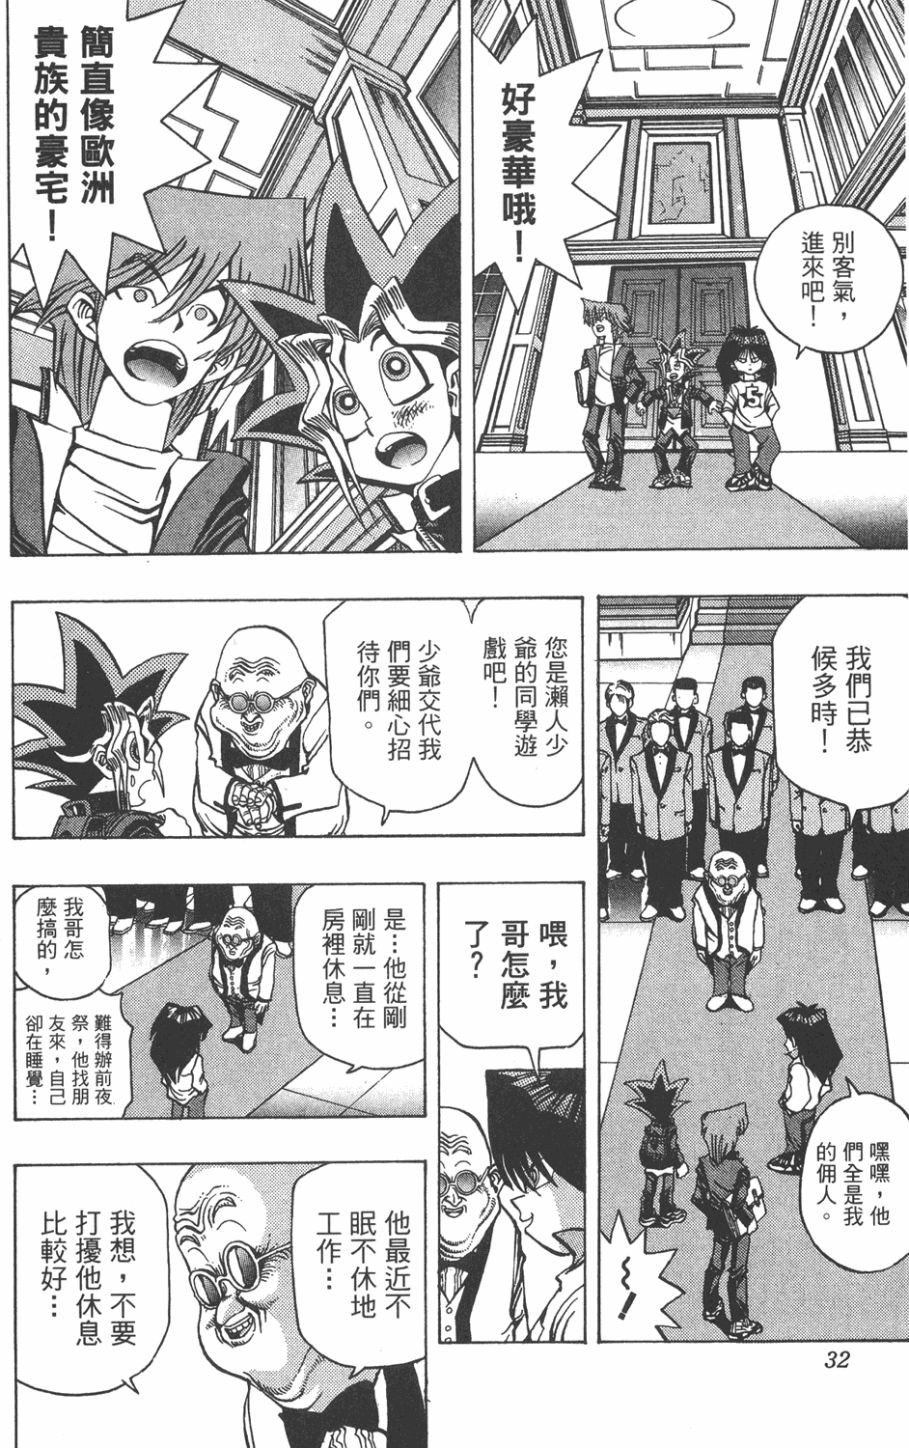 別客氣，
進來吧！
好豪華哦！
簡直像歐洲
貴族的豪宅！
我們已恭
候多時！
嘿嘿，他
們全是我
的佣人。
～！
您是瀨人少
爺的同學遊
戲吧！
少爺交代我
們要細心招
待你們。
喂，我
哥怎麼
了？
是…他從剛
剛就一直在
房裡休息…
我哥怎
麼搞的，
難得辦前夜
祭，他找朋
友來，自己
卻在睡覺…
他最近不
眠不休地
工作…
我想，不要
打擾他休息
比較好…
32